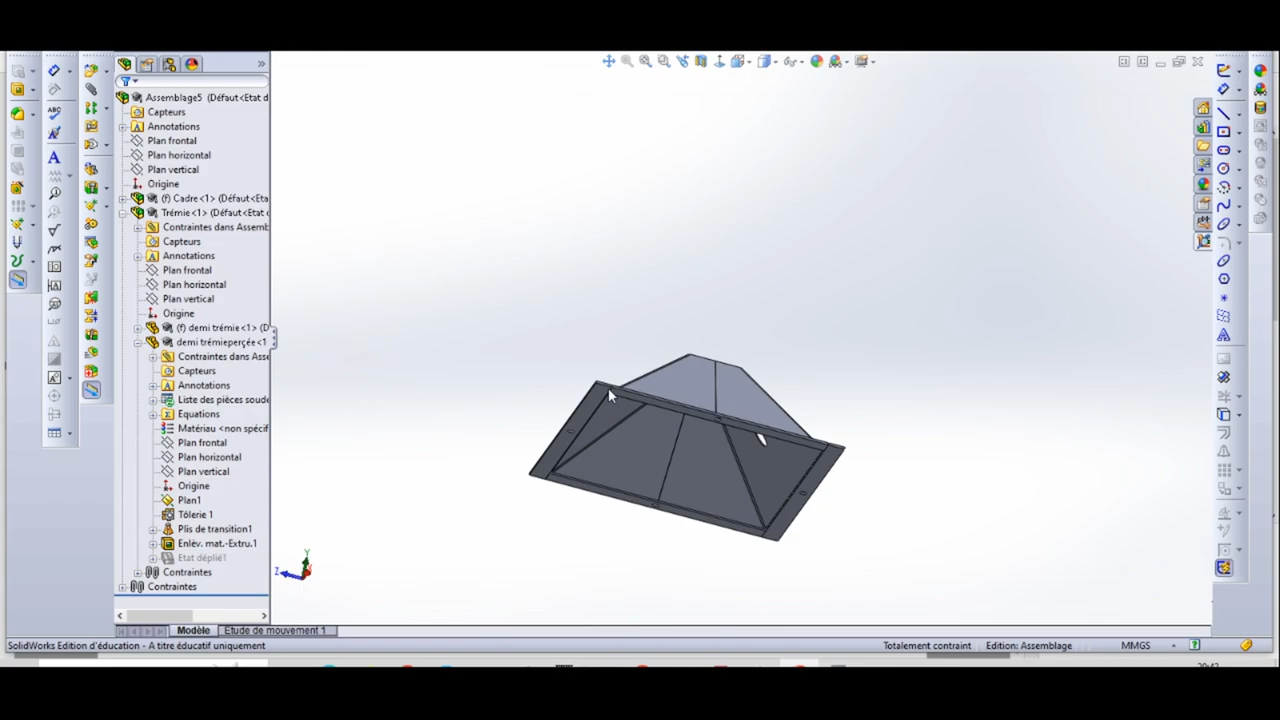 Assemblage5 (Défaut<Etat d
Capteurs
Annotations
Plan frontal
Plan horizontal
Plan vertical
Origine
(f) Cadre<1> (Défaut<Eta
Trémie<1> (Défaut<Etat d
Contraintes dans Assemb
Capteurs
Annotations
Plan frontal
Plan horizontal
Plan vertical
Origine
(f) demi trémie<1> (D
demi trémieperçée<1
Contraintes dans Asse
Capteurs
Annotations
Liste des pièces soudé
Equations
Matériau <non spécif
Plan frontal
Plan horizontal
Plan vertical
Origine
Plan1
Tôlerie 1
Plis de transition1
Enlèv. mat.-Extru.1
Etat déplié1
Contraintes
Contraintes
Modèle Etude de mouvement 1
SolidWorks Edition d'éducation - A titre éducatif uniquement Totalement contraint Edition: Assemblage MMGS
Y
Z